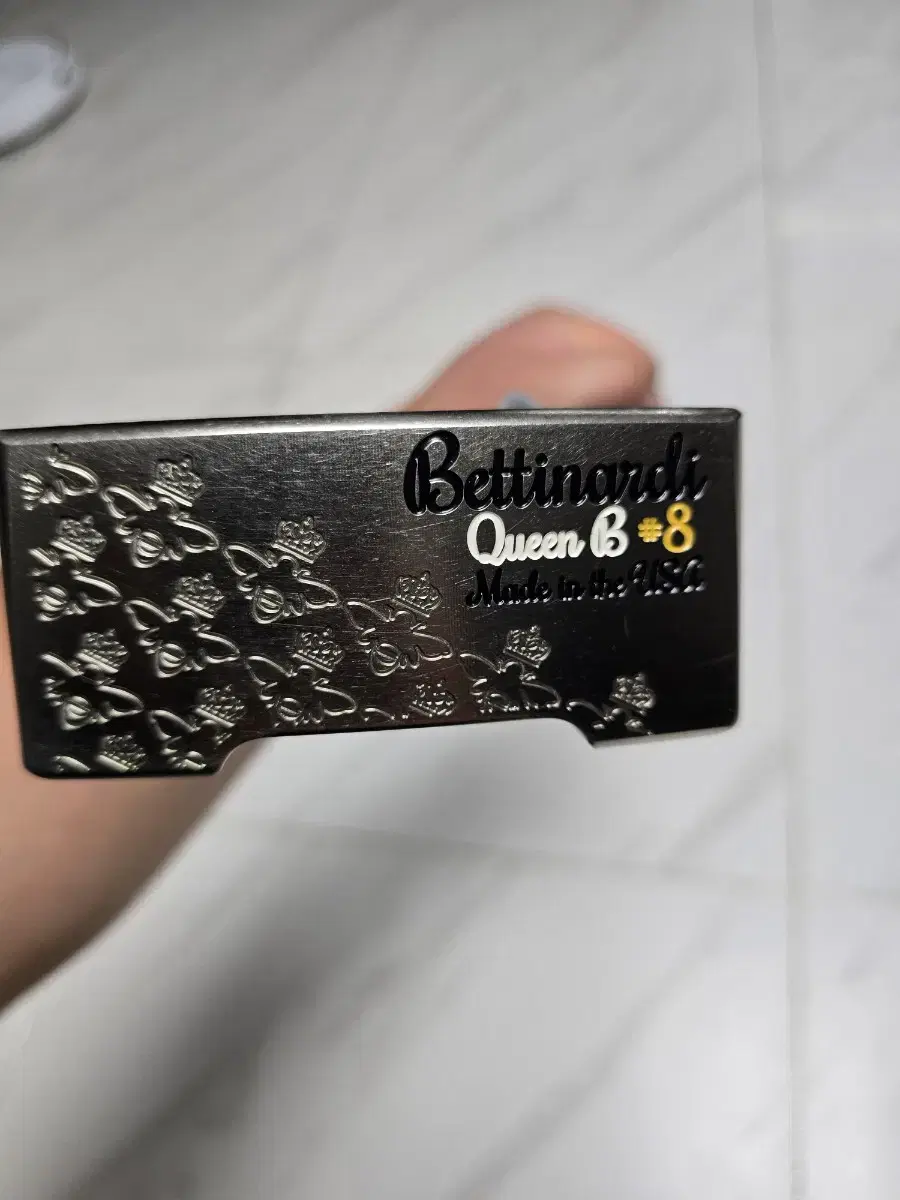 Bettinardi
Queen B #8
Made in the USA